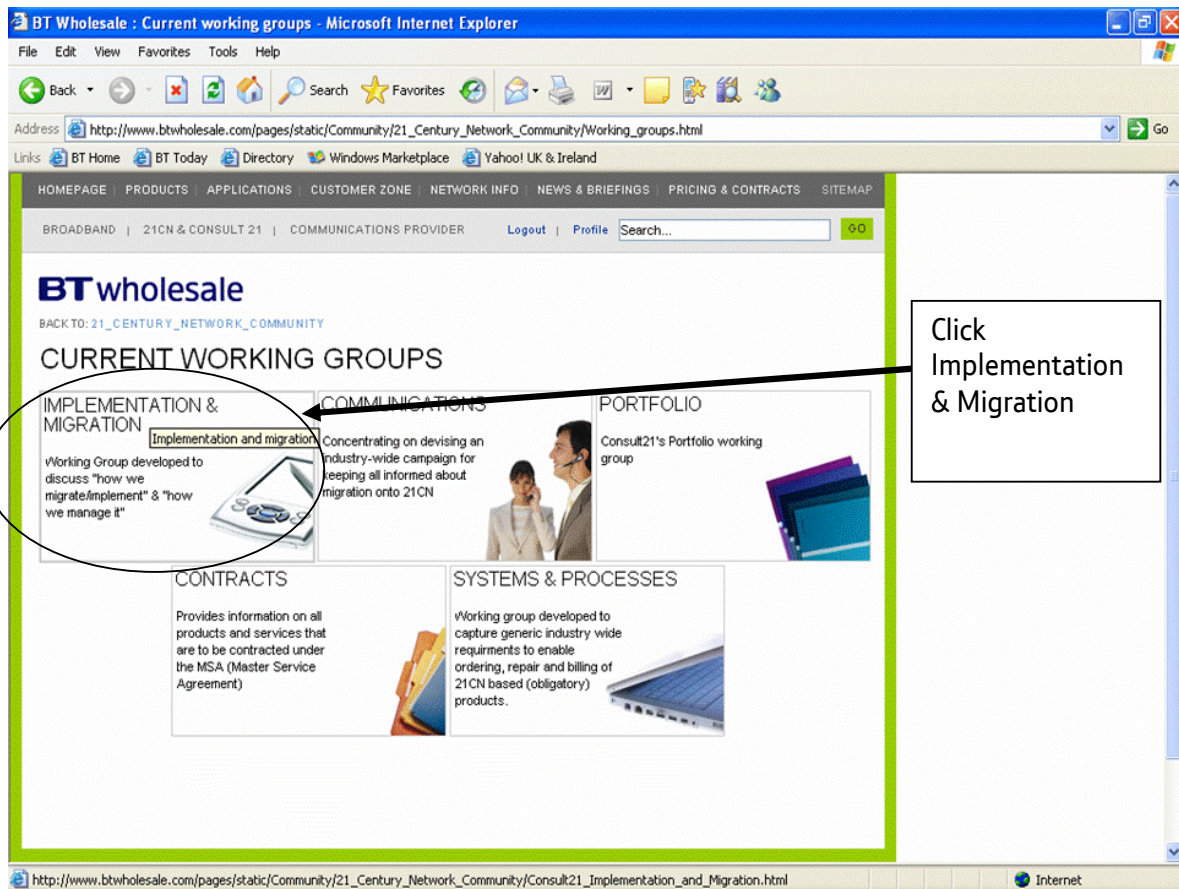 BT Wholesale : Current working groups - Microsoft Internet Explorer
File Edit View Favorites Tools Help
Back Search Favorites
Address http://www.btwholesale.com/pages/static/Community/21_Century_Network_Community/Working_groups.html Go
Links BT Home BT Today Directory Windows Marketplace Yahoo! UK & Ireland
HOMEPAGE | PRODUCTS | APPLICATIONS | CUSTOMER ZONE | NETWORK INFO | NEWS & BRIEFINGS | PRICING & CONTRACTS SITEMAP
BROADBAND | 21CN & CONSULT 21 | COMMUNICATIONS PROVIDER Logout | Profile Search... GO
BT wholesale
BACK TO: 21_CENTURY_NETWORK_COMMUNITY
CURRENT WORKING GROUPS
IMPLEMENTATION &
MIGRATION
Implementation and migration
Working Group developed to
discuss "how we
migrate/implement" & "how
we manage it"
COMMUNICATIONS
Concentrating on devising an
industry-wide campaign for
keeping all informed about
migration onto 21CN
PORTFOLIO
Consult21's Portfolio working
group
Click
Implementation
& Migration
CONTRACTS
Provides information on all
products and services that
are to be contracted under
the MSA (Master Service
Agreement)
SYSTEMS & PROCESSES
Working group developed to
capture generic industry wide
requirments to enable
ordering, repair and billing of
21CN based (obligatory)
products.
http://www.btwholesale.com/pages/static/Community/21_Century_Network_Community/Consult21_Implementation_and_Migration.html Internet